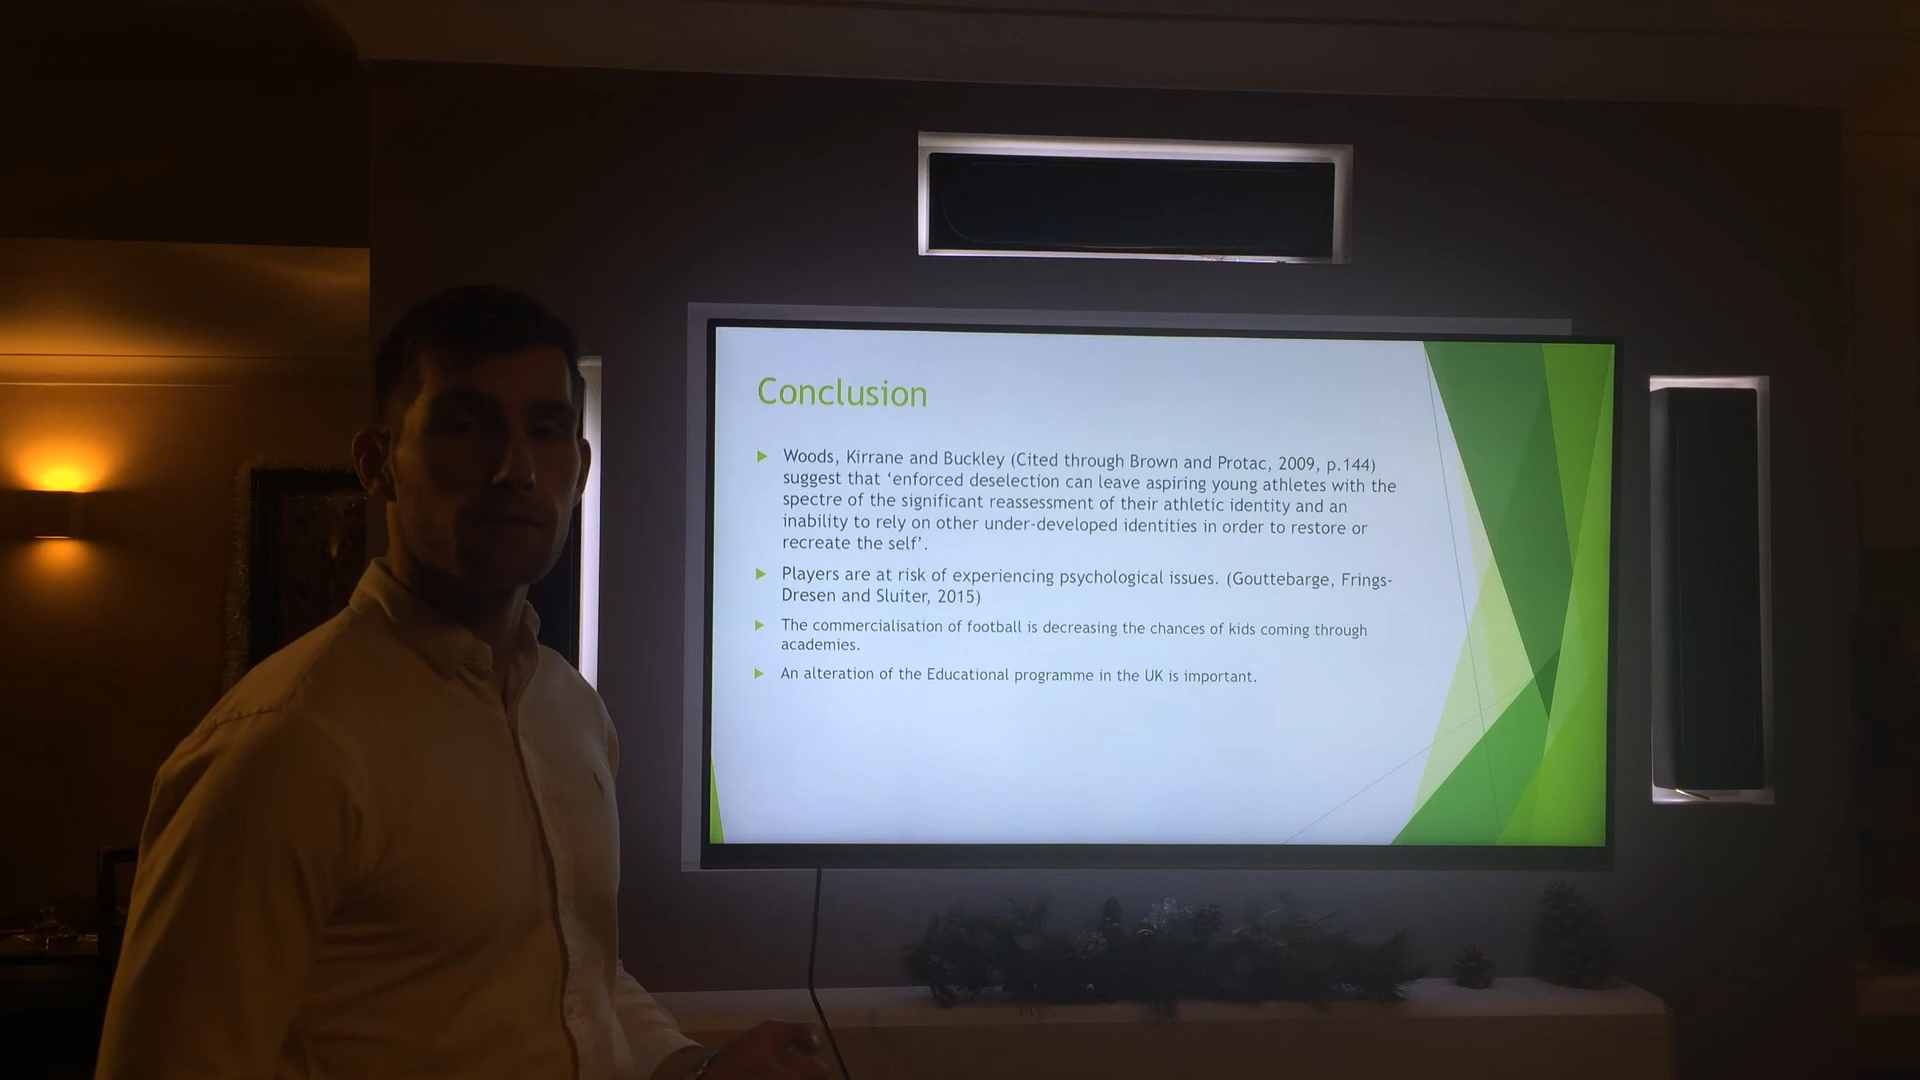 Conclusion
Woods, Kirrane and Buckley (Cited through Brown and Protac, 2009, p.144)
suggest that ‘enforced deselection can leave aspiring young athletes with the
spectre of the significant reassessment of their athletic identity and an
inability to rely on other under-developed identities in order to restore or
recreate the self’.
Players are at risk of experiencing psychological issues. (Gouttebarge, Frings-
Dresen and Sluiter, 2015)
The commercialisation of football is decreasing the chances of kids coming through
academies.
An alteration of the Educational programme in the UK is important.